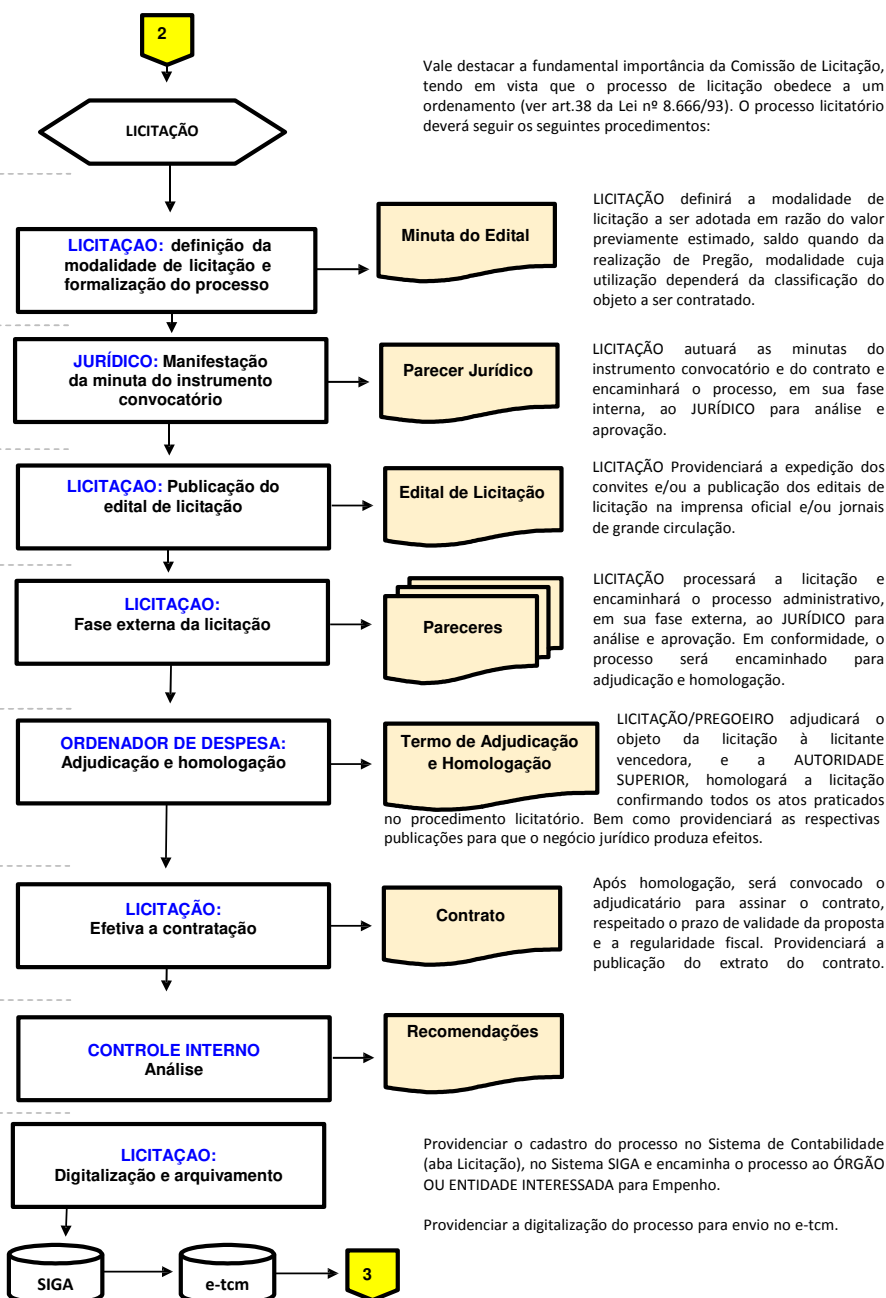 2
Vale destacar a fundamental importância da Comissão de Licitação,
tendo em vista que o processo de licitação obedece a um
ordenamento (ver art.38 da Lei nº 8.666/93). O processo licitatório
deverá seguir os seguintes procedimentos:
LICITAÇÃO
LICITAÇAO: definição da
modalidade de licitação e
formalização do processo
Minuta do Edital
LICITAÇÃO definirá a modalidade de
licitação a ser adotada em razão do valor
previamente estimado, saldo quando da
realização de Pregão, modalidade cuja
utilização dependerá da classificação do
objeto a ser contratado.
JURÍDICO: Manifestação
da minuta do instrumento
convocatório
Parecer Jurídico
LICITAÇÃO autuará as minutas do
instrumento convocatório e do contrato e
encaminhará o processo, em sua fase
interna, ao JURÍDICO para análise e
aprovação.
LICITAÇAO: Publicação do
edital de licitação
Edital de Licitação
LICITAÇÃO Providenciará a expedição dos
convites e/ou a publicação dos editais de
licitação na imprensa oficial e/ou jornais
de grande circulação.
LICITAÇAO:
Fase externa da licitação
Pareceres
LICITAÇÃO processará a licitação e
encaminhará o processo administrativo,
em sua fase externa, ao JURÍDICO para
análise e aprovação. Em conformidade, o
processo será encaminhado para
adjudicação e homologação.
ORDENADOR DE DESPESA:
Adjudicação e homologação
Termo de Adjudicação
e Homologação
LICITAÇÃO/PREGOEIRO adjudicará o
objeto da licitação à licitante
vencedora, e a AUTORIDADE
SUPERIOR, homologará a licitação
confirmando todos os atos praticados
no procedimento licitatório. Bem como providenciará as respectivas
publicações para que o negócio jurídico produza efeitos.
LICITAÇÃO:
Efetiva a contratação
Contrato
Após homologação, será convocado o
adjudicatário para assinar o contrato,
respeitado o prazo de validade da proposta
e a regularidade fiscal. Providenciará a
publicação do extrato do contrato.
CONTROLE INTERNO
Análise
Recomendações
LICITAÇAO:
Digitalização e arquivamento
Providenciar o cadastro do processo no Sistema de Contabilidade
(aba Licitação), no Sistema SIGA e encaminha o processo ao ÓRGÃO
OU ENTIDADE INTERESSADA para Empenho.
Providenciar a digitalização do processo para envio no e-tcm.
SIGA
e-tcm
3